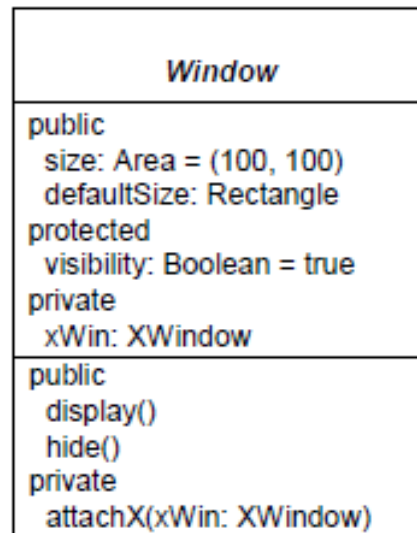 Window
public
size: Area = (100, 100)
defaultSize: Rectangle
protected
visibility: Boolean = true
private
xWin: XWindow
public
display()
hide()
private
attachX(xWin: XWindow)